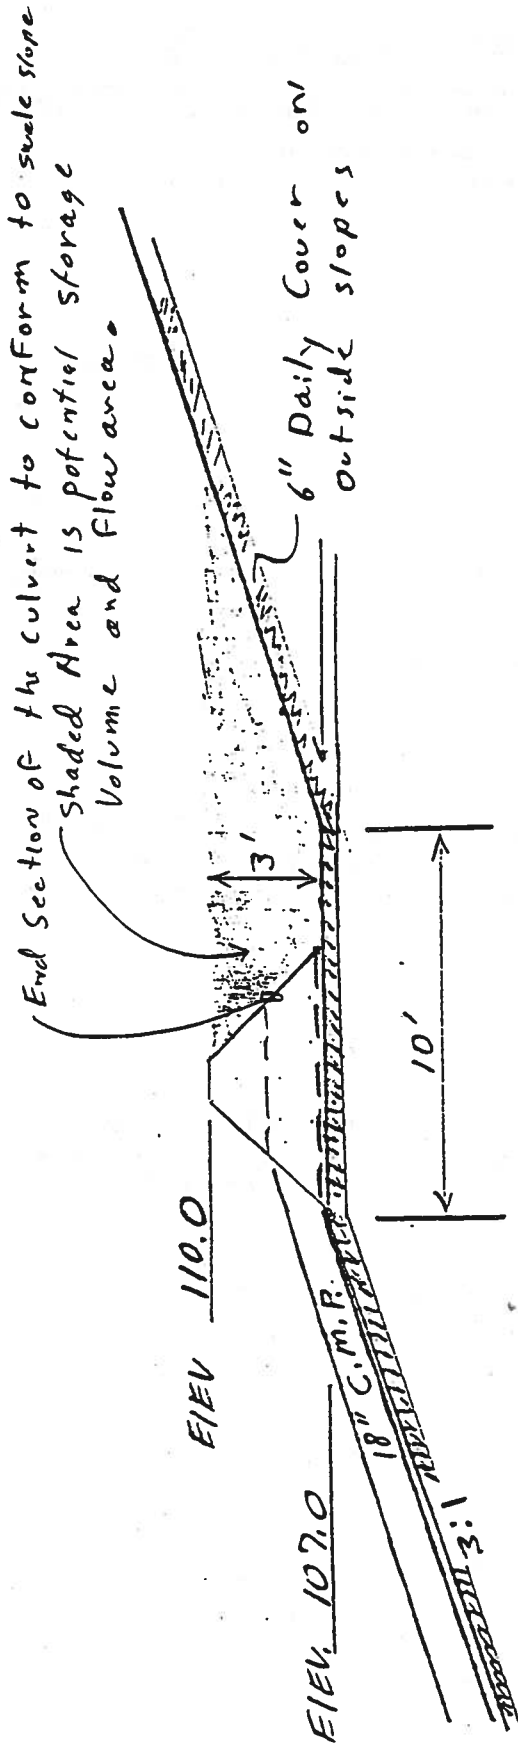 End Section of the culvert to conform to swale slope
Shaded Area is potential storage
Volume and Flow area.
6" Daily Cover on
Outside slopes
3'
ELEV 110.0
10'
ELEV. 107.0
18" C.M.P.
3:1